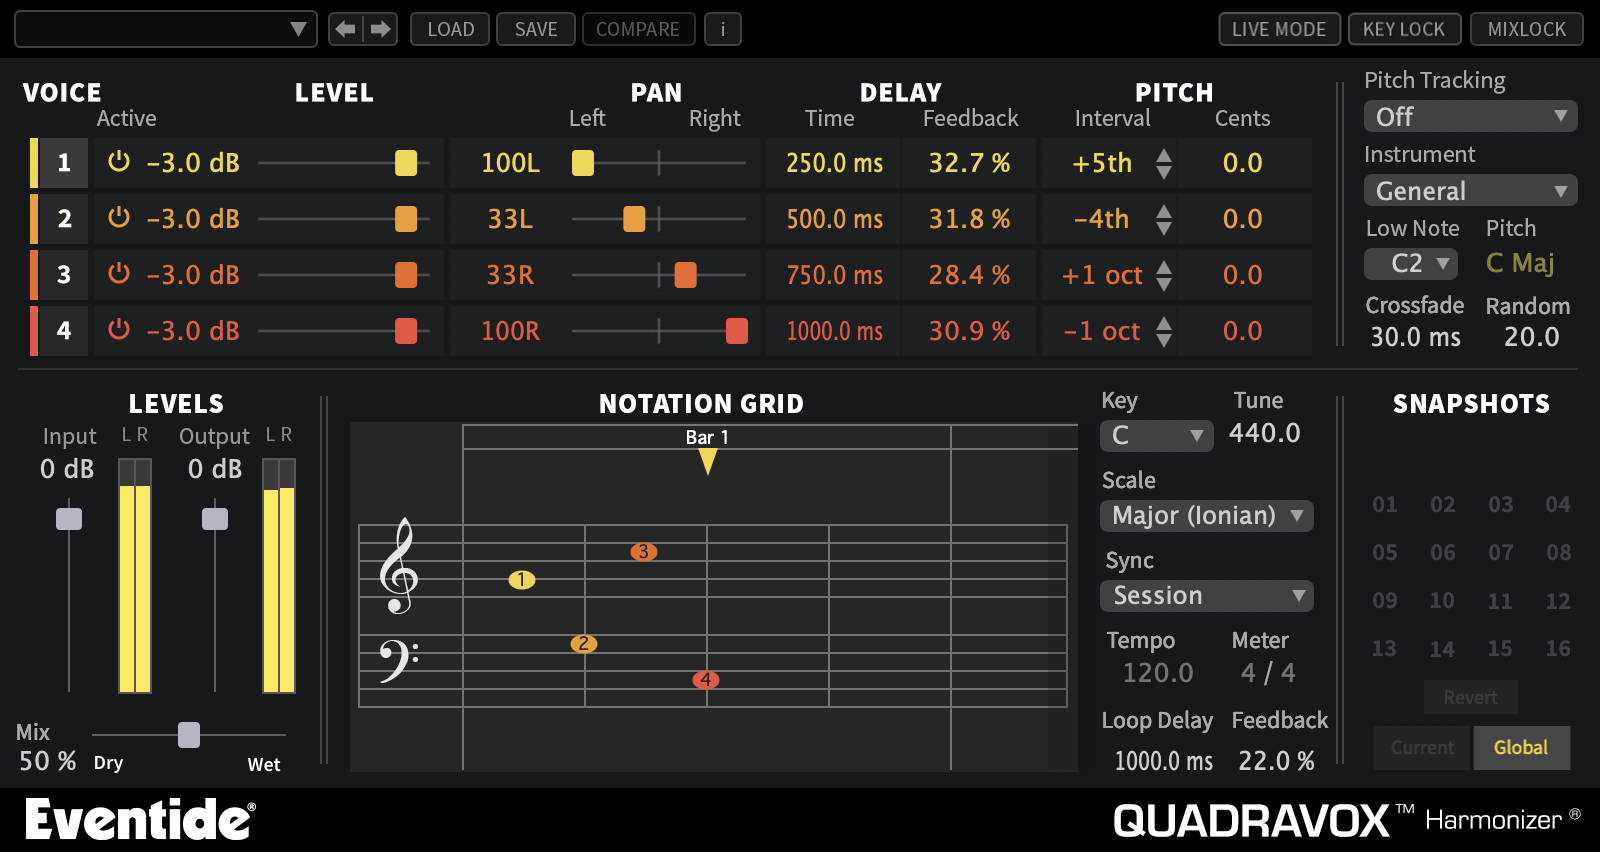 LOAD SAVE COMPARE i LIVE MODE KEY LOCK MIXLOCK
VOICE LEVEL PAN DELAY PITCH
Active Left Right Time Feedback Interval Cents
1 -3.0 dB 100L 250.0 ms 32.7 % +5th 0.0
2 -3.0 dB 33L 500.0 ms 31.8 % -4th 0.0
3 -3.0 dB 33R 750.0 ms 28.4 % +1 oct 0.0
4 -3.0 dB 100R 1000.0 ms 30.9 % -1 oct 0.0
Pitch Tracking
Off
Instrument
General
Low Note Pitch
C2 C Maj
Crossfade Random
30.0 ms 20.0
LEVELS
Input L R Output L R
0 dB 0 dB
Mix
50 % Dry Wet
NOTATION GRID
Bar 1
3
1
2
4
Key Tune
C 440.0
Scale
Major (Ionian)
Sync
Session
Tempo Meter
120.0 4 / 4
Loop Delay Feedback
1000.0 ms 22.0 %
SNAPSHOTS
01 02 03 04
05 06 07 08
09 10 11 12
13 14 15 16
Revert
Current Global
Eventide® QUADRAVOX™ Harmonizer®